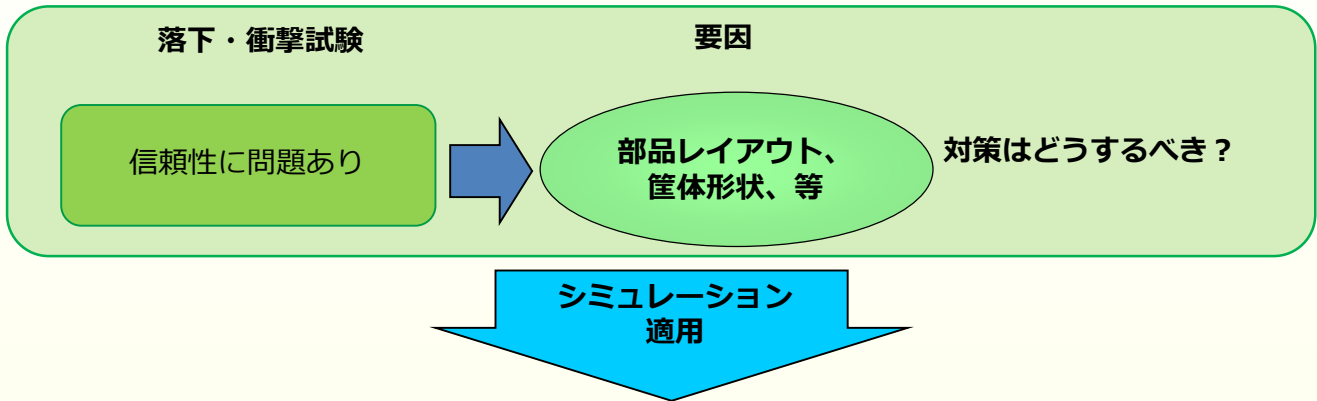 落下・衝撃試験
要因
信頼性に問題あり
部品レイアウト、
筐体形状、等
対策はどうするべき？
シミュレーション
適用